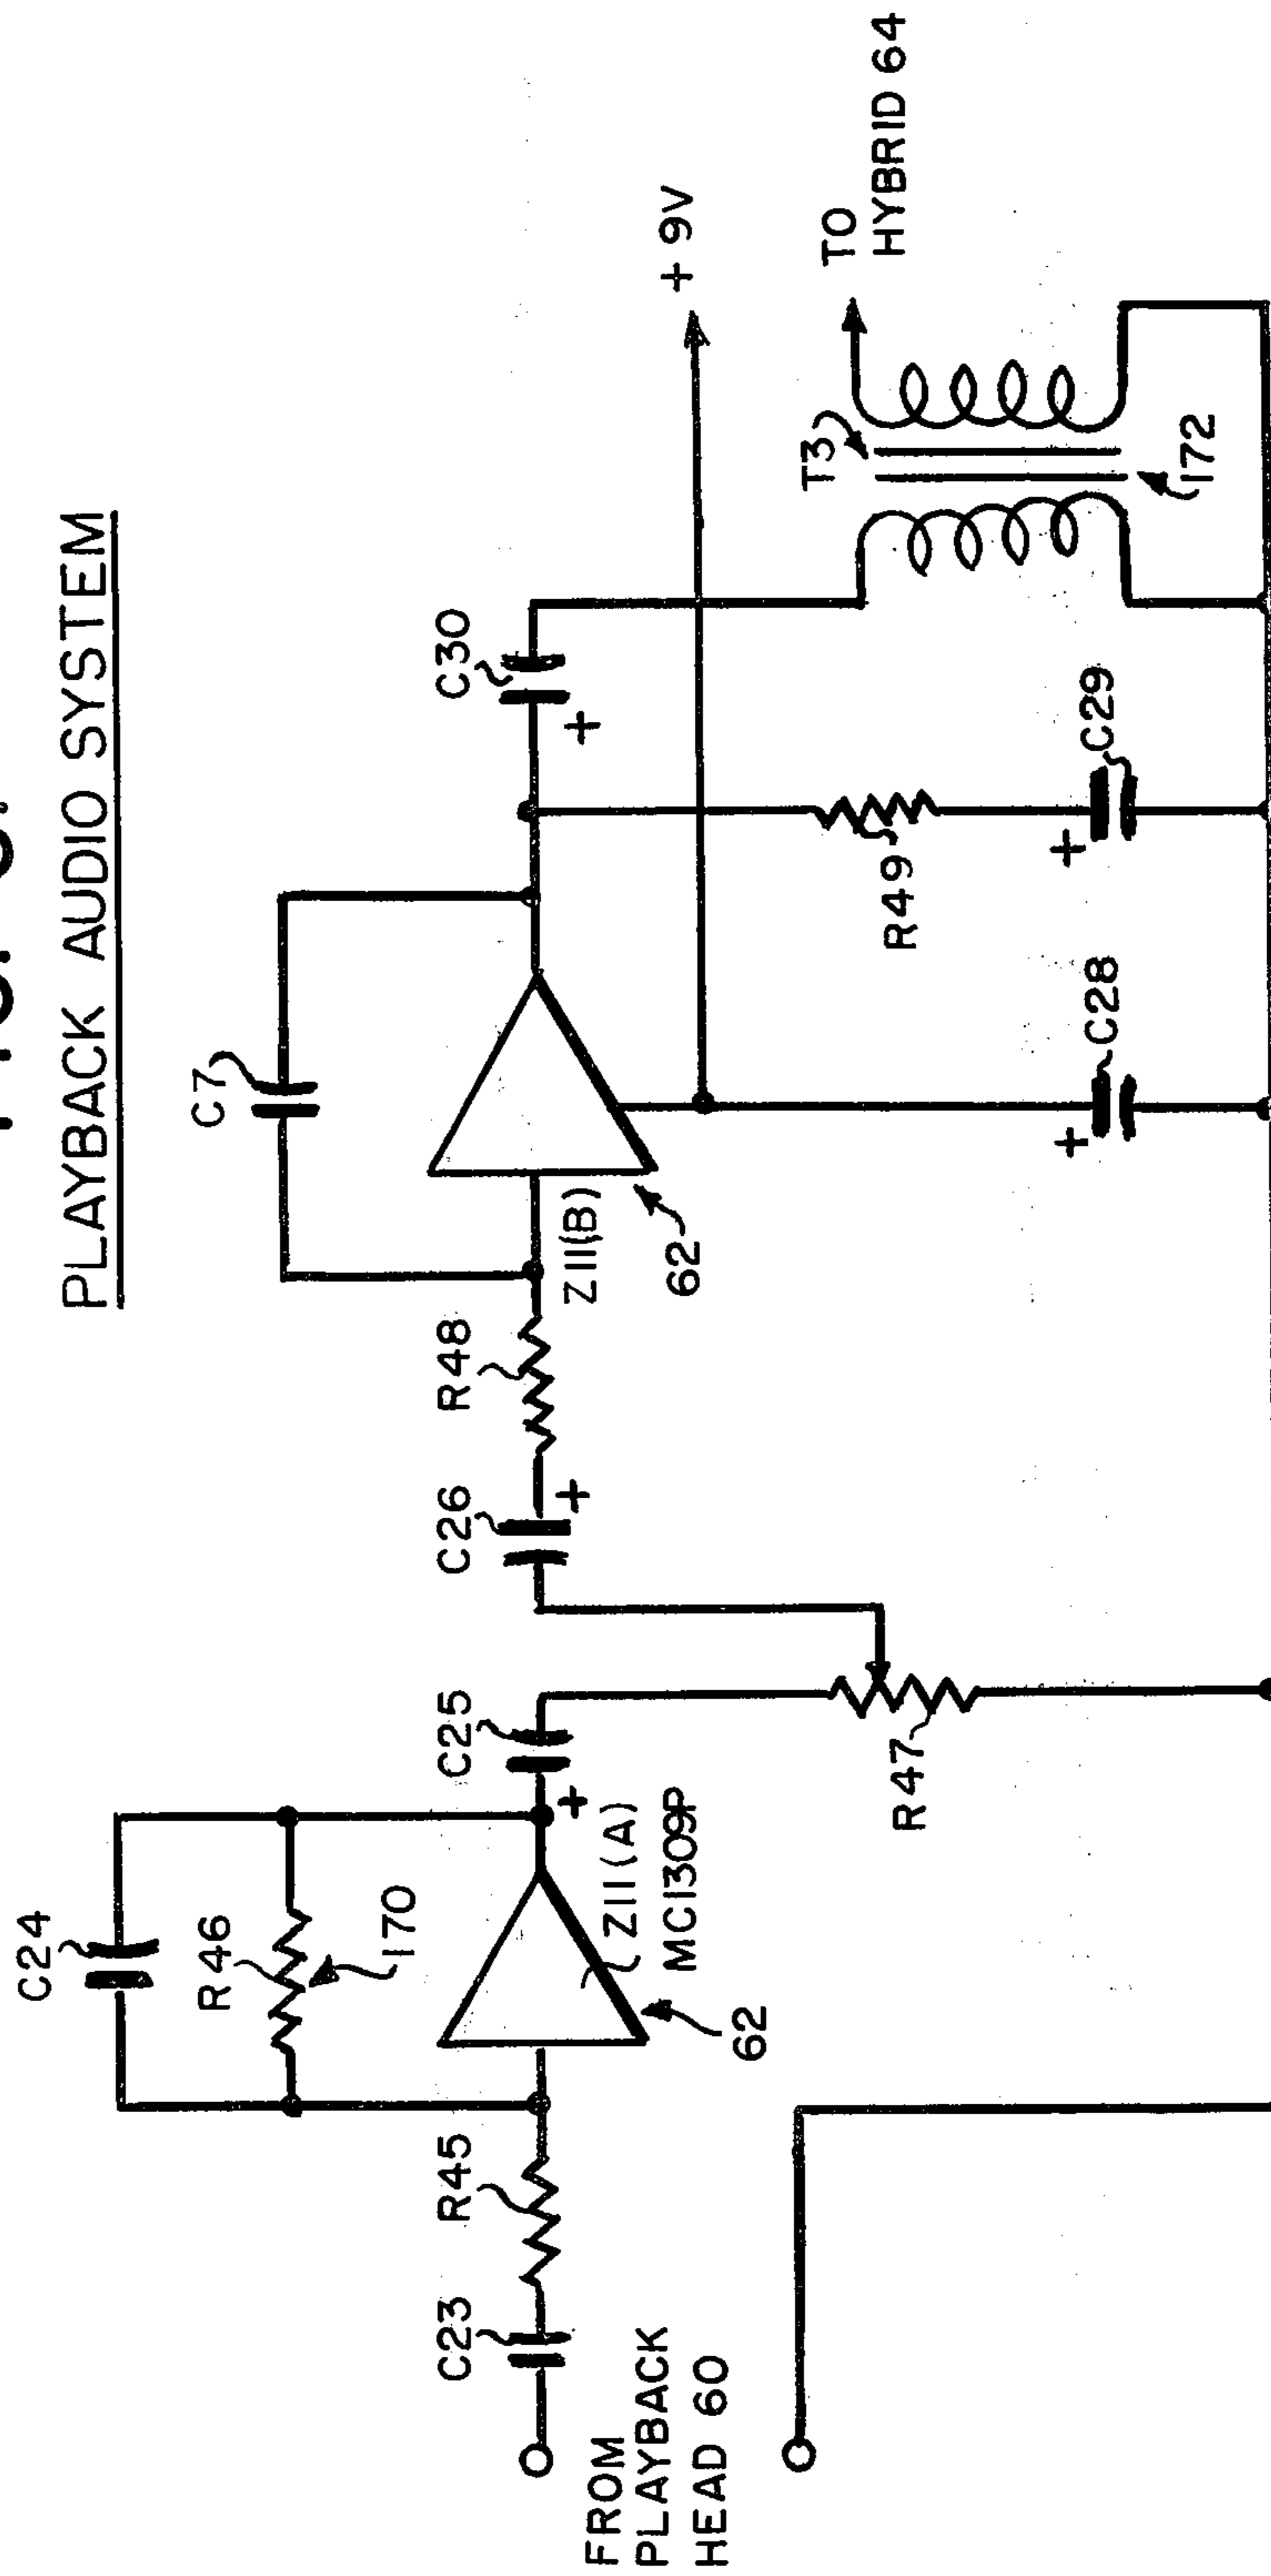 PLAYBACK AUDIO SYSTEM
C24
R46
170
C7
C23
R45
C25
C26
R48
C30
+
+
+
Z11(A)
MC1309P
62
Z11(B)
62
+ 9V
FROM
PLAYBACK
HEAD 60
TO
HYBRID 64
T3
172
R47
R49
+
C28
+
C29